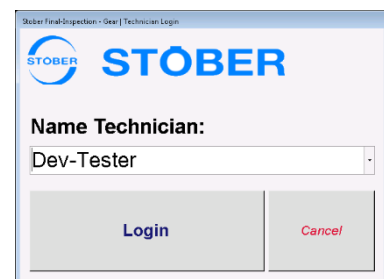 Stober Final-Inspection - Gear | Technician Login
STOBER STÖBER
Name Technician:
Dev-Tester
Login Cancel